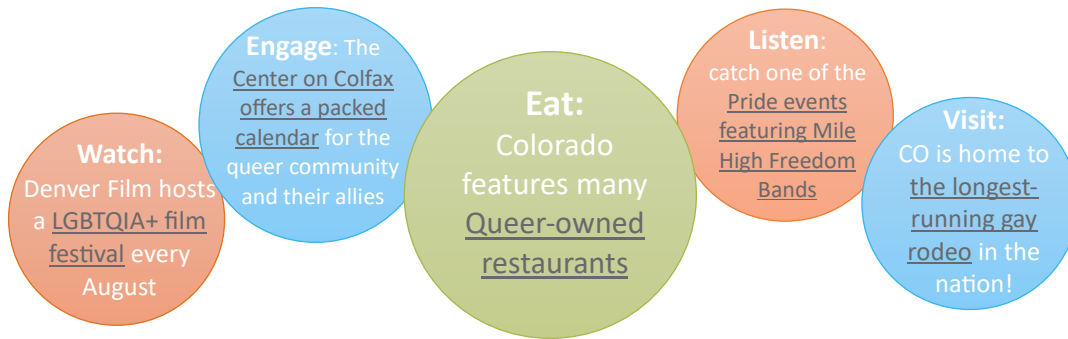 Watch:
Denver Film hosts
a LGBTQIA+ film
festival every
August
Engage: The
Center on Colfax
offers a packed
calendar for the
queer community
and their allies
Eat:
Colorado
features many
Queer-owned
restaurants
Listen:
catch one of the
Pride events
featuring Mile
High Freedom
Bands
Visit:
CO is home to
the longest-
running gay
rodeo in the
nation!